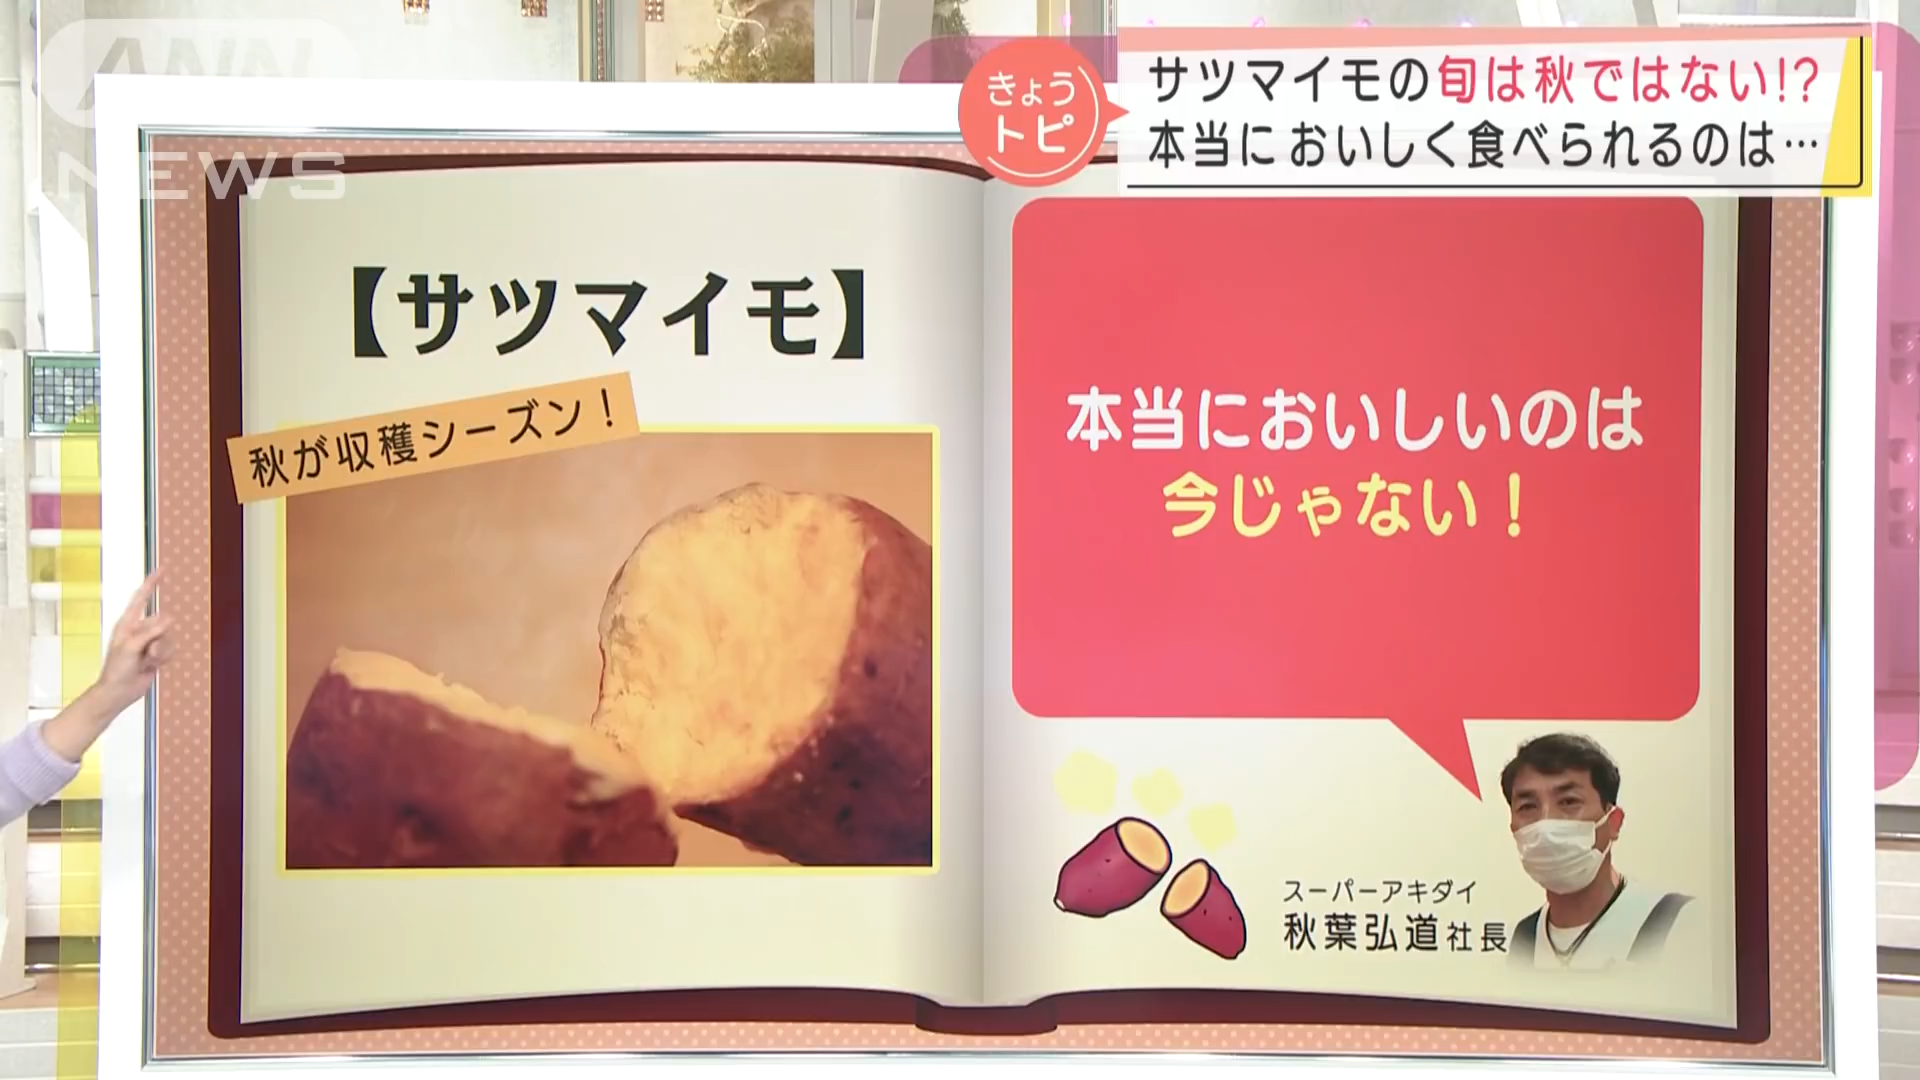 ANN
NEWS
きょう
トピ
サツマイモの旬は秋ではない!?
本当においしく食べられるのは…
【サツマイモ】
秋が収穫シーズン！
本当においしいのは
今じゃない！
スーパーアキダイ
秋葉弘道社長